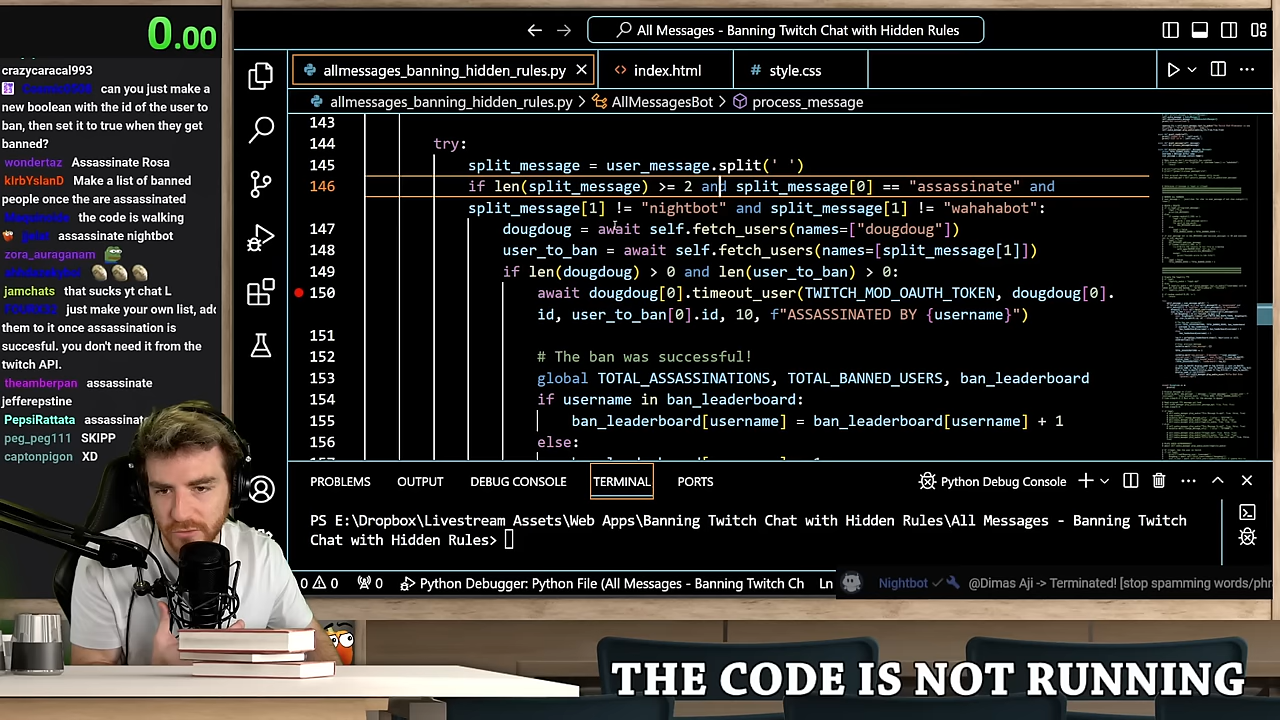 0.00
All Messages - Banning Twitch Chat with Hidden Rules
crazycaracal993
can you just make a
new boolean with the id of the user to
ban, then set it to true when they get
banned?
wondertaz Assassinate Rosa
kIrbYslanD Make a list of banned
people once the are assassinated
the code is walking
assassinate nightbot
zora_auraganam
jamchats that sucks yt chat L
just make your own list, add
them to it once assassination is
succesful. you don't need it from the
twitch API.
theamberpan assassinate
jefferepstine
PepsiRattata assassinate
peg_peg111 SKIPP
captonpigon XD
allmessages_banning_hidden_rules.py
index.html
style.css
allmessages_banning_hidden_rules.py > AllMessagesBot > process_message
143
144 try:
145 split_message = user_message.split(' ')
146 if len(split_message) >= 2 and split_message[0] == "assassinate" and
split_message[1] != "nightbot" and split_message[1] != "wahahabot":
147 dougdoug = await self.fetch_users(names=["dougdoug"])
148 user_to_ban = await self.fetch_users(names=[split_message[1]])
149 if len(dougdoug) > 0 and len(user_to_ban) > 0:
150 await dougdoug[0].timeout_user(TWITCH_MOD_OAUTH_TOKEN, dougdoug[0].
id, user_to_ban[0].id, 10, f"ASSASSINATED BY {username}")
151
152 # The ban was successful!
153 global TOTAL_ASSASSINATIONS, TOTAL_BANNED_USERS, ban_leaderboard
154 if username in ban_leaderboard:
155 ban_leaderboard[username] = ban_leaderboard[username] + 1
156 else:
PROBLEMS OUTPUT DEBUG CONSOLE TERMINAL PORTS Python Debug Console
PS E:\Dropbox\Livestream Assets\Web Apps\Banning Twitch Chat with Hidden Rules\All Messages - Banning Twitch
Chat with Hidden Rules>
0 0 0 Python Debugger: Python File (All Messages - Banning Twitch Ch Ln
Nightbot @Dimas Aji -> Terminated! [stop spamming words/phr
THE CODE IS NOT RUNNING